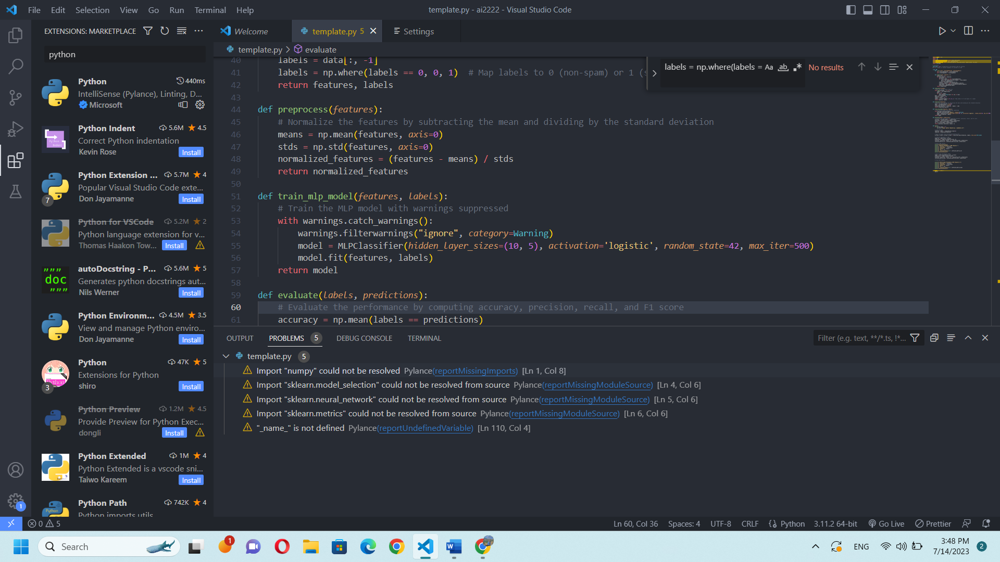 File Edit Selection View Go Run Terminal Help
template.py - ai2222 - Visual Studio Code
EXTENSIONS: MARKETPLACE
python
Python 440ms
IntelliSense (Pylance), Linting, D...
Microsoft
Python Indent 5.6M 4.5
Correct Python indentation
Kevin Rose Install
Python Extension ... 5.7M 4
Popular Visual Studio Code exte...
Don Jayamanne Install
7
Python for VSCode 5.2M 2
Python language extension for v...
Thomas Haakon Tow... Install
autoDocstring - P... 5.6M 5
Generates python docstrings aut...
Nils Werner Install
""" doc """
Python Environm... 4.5M 3.5
View and manage Python enviro...
Don Jayamanne Install
Python 47K 5
Extensions for Python
shiro Install
3
Python Preview 1.2M 4.5
Provide Preview for Python Exec...
dongli Install
Python Extended 1M 4
Python Extended is a vscode sni...
Taiwo Kareem Install
Python Path 742K 4
Python imports utils
Welcome template.py 5 Settings
template.py > evaluate
labels = np.where(labels = Aa ab No results
40 labels = data[:, -1]
41 labels = np.where(labels == 0, 0, 1) # Map labels to 0 (non-spam) or 1 (s
42 return features, labels
43
44 def preprocess(features):
45 # Normalize the features by subtracting the mean and dividing by the standard deviation
46 means = np.mean(features, axis=0)
47 stds = np.std(features, axis=0)
48 normalized_features = (features - means) / stds
49 return normalized_features
50
51 def train_mlp_model(features, labels):
52 # Train the MLP model with warnings suppressed
53 with warnings.catch_warnings():
54 warnings.filterwarnings("ignore", category=Warning)
55 model = MLPClassifier(hidden_layer_sizes=(10, 5), activation='logistic', random_state=42, max_iter=500)
56 model.fit(features, labels)
57 return model
58
59 def evaluate(labels, predictions):
60 # Evaluate the performance by computing accuracy, precision, recall, and F1 score
61 accuracy = np.mean(labels == predictions)
OUTPUT PROBLEMS 5 DEBUG CONSOLE TERMINAL
Filter (e.g. text, **/*.ts, !*...
template.py 5
Import "numpy" could not be resolved Pylance(reportMissingImports) [Ln 1, Col 8]
Import "sklearn.model_selection" could not be resolved from source Pylance(reportMissingModuleSource) [Ln 4, Col 6]
Import "sklearn.neural_network" could not be resolved from source Pylance(reportMissingModuleSource) [Ln 5, Col 6]
Import "sklearn.metrics" could not be resolved from source Pylance(reportMissingModuleSource) [Ln 6, Col 6]
"_name_" is not defined Pylance(reportUndefinedVariable) [Ln 110, Col 4]
1
0 5
Ln 60, Col 36 Spaces: 4 UTF-8 CRLF Python 3.11.2 64-bit Go Live Prettier
Search
1
ENG
3:48 PM
7/14/2023
2